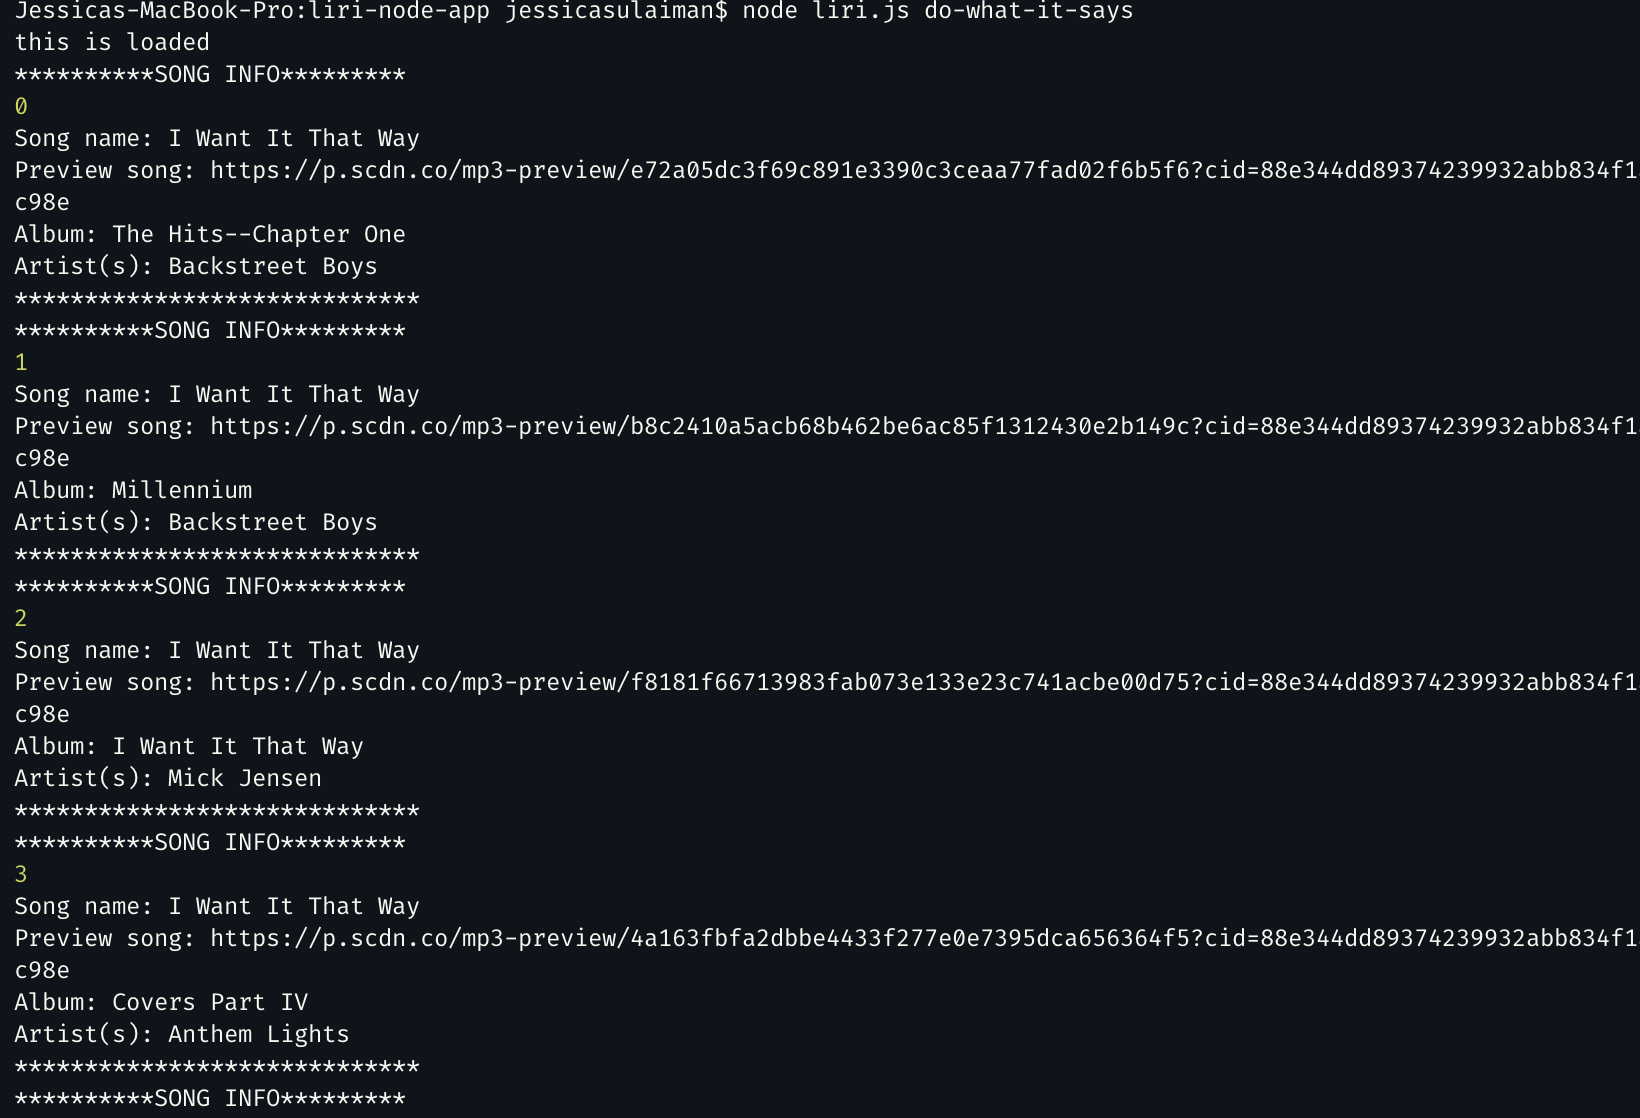 Jessicas-MacBook-Pro:liri-node-app jessicasulaiman$ node liri.js do-what-it-says
this is loaded
**********SONG INFO*********
0
Song name: I Want It That Way
Preview song: https://p.scdn.co/mp3-preview/e72a05dc3f69c891e3390c3ceaa77fad02f6b5f6?cid=88e344dd89374239932abb834f1
c98e
Album: The Hits--Chapter One
Artist(s): Backstreet Boys
*****************************
**********SONG INFO*********
1
Song name: I Want It That Way
Preview song: https://p.scdn.co/mp3-preview/b8c2410a5acb68b462be6ac85f1312430e2b149c?cid=88e344dd89374239932abb834f1
c98e
Album: Millennium
Artist(s): Backstreet Boys
*****************************
**********SONG INFO*********
2
Song name: I Want It That Way
Preview song: https://p.scdn.co/mp3-preview/f8181f66713983fab073e133e23c741acbe00d75?cid=88e344dd89374239932abb834f1
c98e
Album: I Want It That Way
Artist(s): Mick Jensen
*****************************
**********SONG INFO*********
3
Song name: I Want It That Way
Preview song: https://p.scdn.co/mp3-preview/4a163fbfa2dbbe4433f277e0e7395dca656364f5?cid=88e344dd89374239932abb834f1
c98e
Album: Covers Part IV
Artist(s): Anthem Lights
*****************************
**********SONG INFO*********